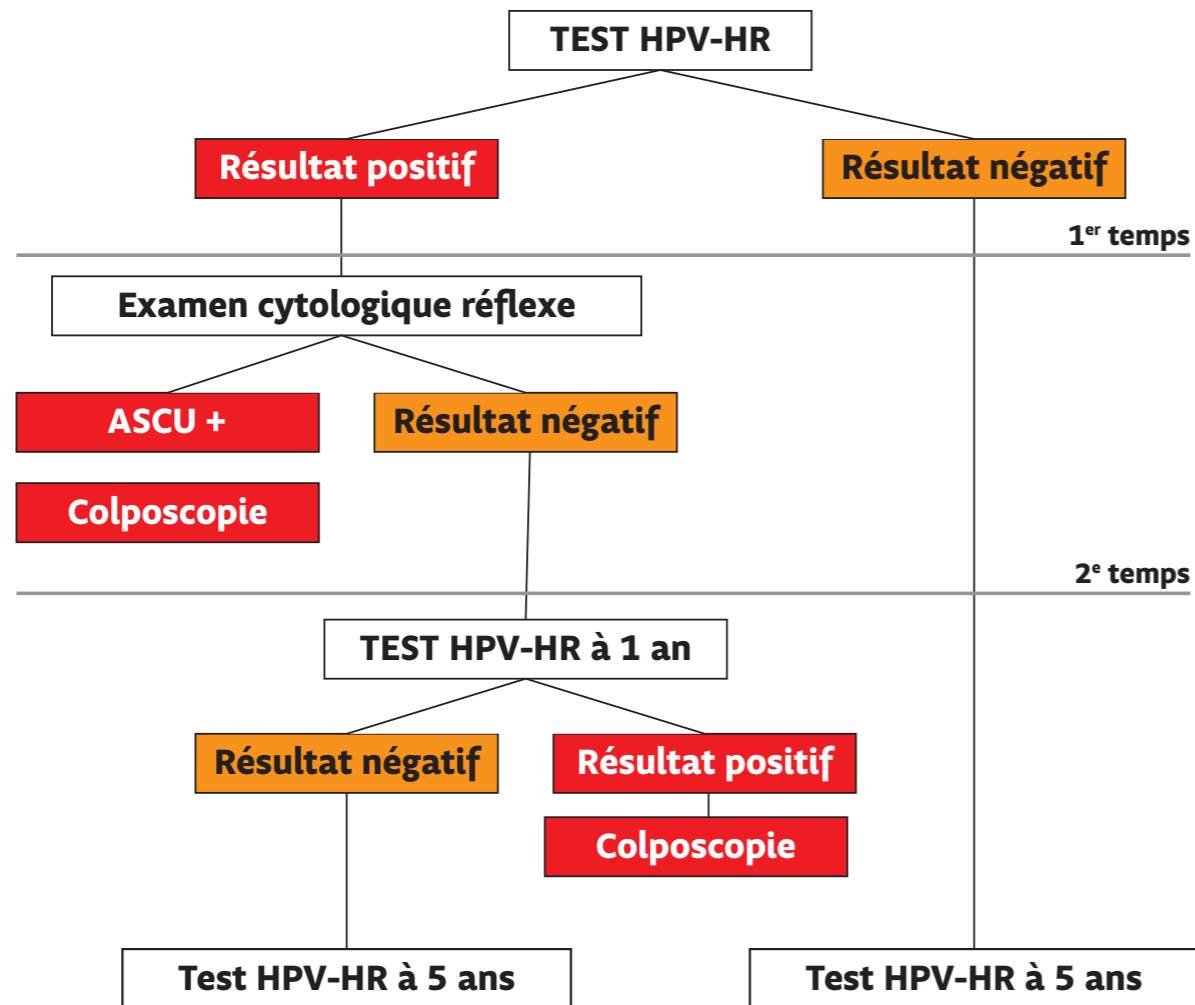 TEST HPV-HR
Résultat positif
Résultat négatif
1er temps
Examen cytologique réflexe
ASCU +
Résultat négatif
Colposcopie
2e temps
TEST HPV-HR à 1 an
Résultat négatif
Résultat positif
Colposcopie
Test HPV-HR à 5 ans
Test HPV-HR à 5 ans